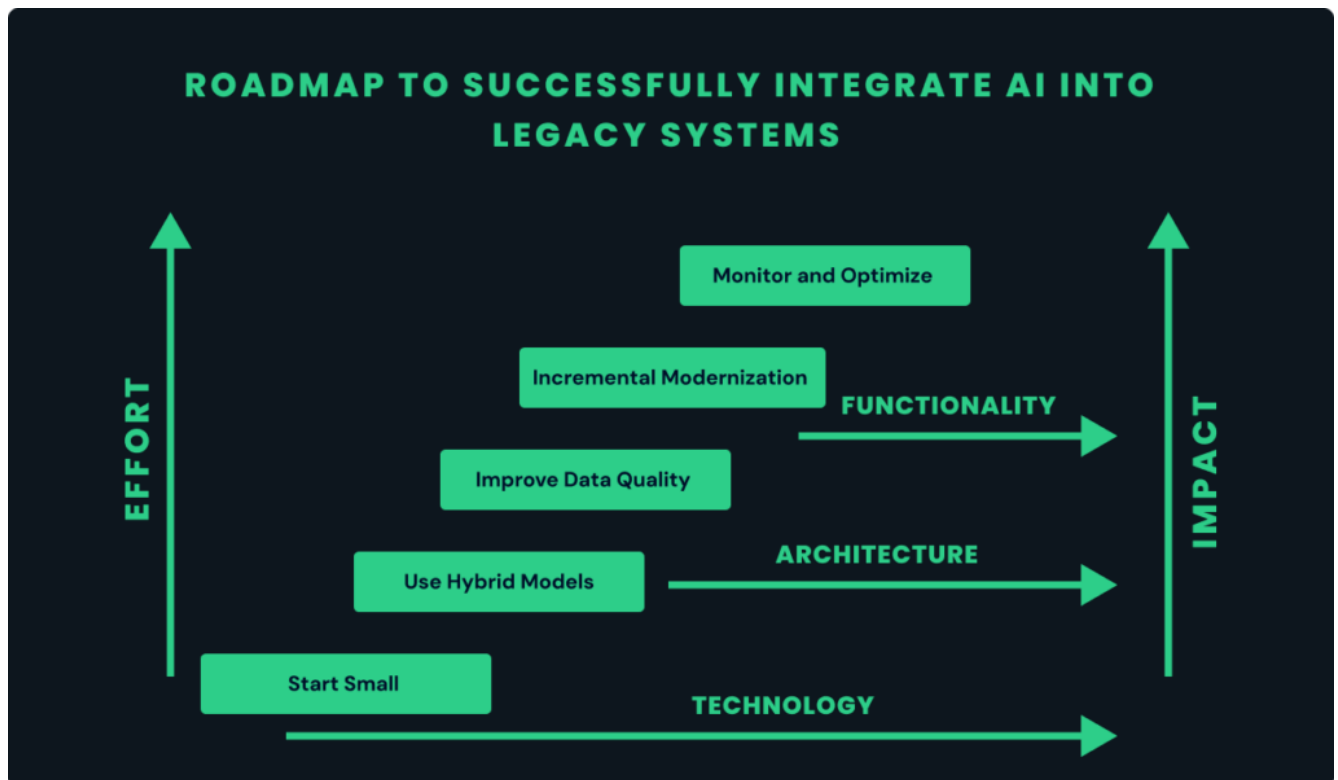 ROADMAP TO SUCCESSFULLY INTEGRATE AI INTO
LEGACY SYSTEMS
Monitor and Optimize
Incremental Modernization
FUNCTIONALITY
EFFORT
IMPACT
Improve Data Quality
ARCHITECTURE
Use Hybrid Models
Start Small
TECHNOLOGY